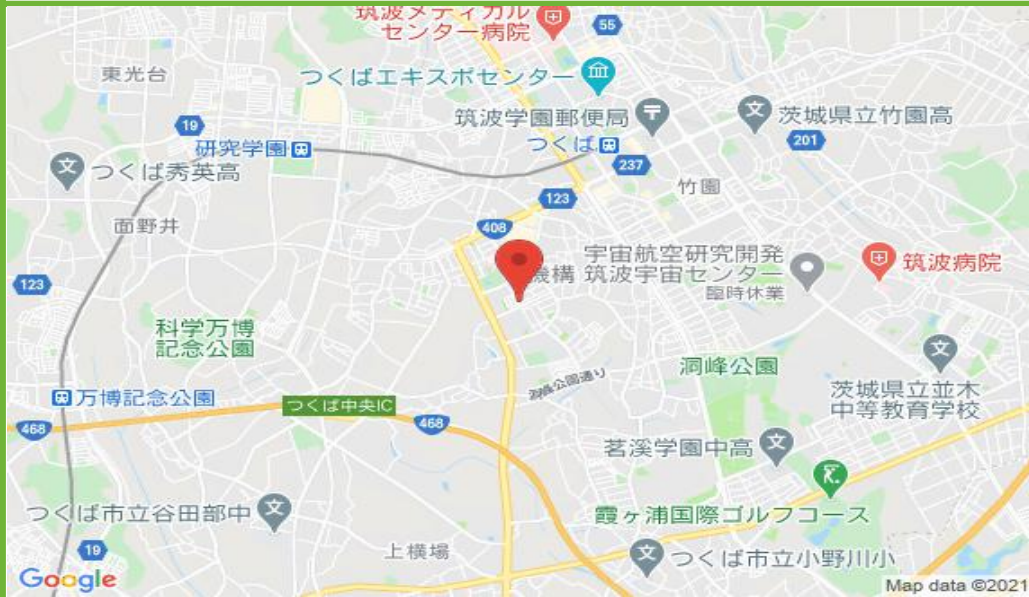 筑波メディカル
センター病院
55
東光台
つくばエキスポセンター
筑波学園郵便局
茨城県立竹園高
19
研究学園
つくば
201
つくば秀英高
237
竹園
123
面野井
408
宇宙航空研究開発
機構 筑波宇宙センター
臨時休業
筑波病院
123
科学万博
記念公園
洞峰公園
万博記念公園
つくば中央IC
茨城県立並木
中等教育学校
468
468
茗溪学園中高
霞ヶ浦国際ゴルフコース
つくば市立谷田部中
上横場
つくば市立小野川小
19
Google
Map data ©2021